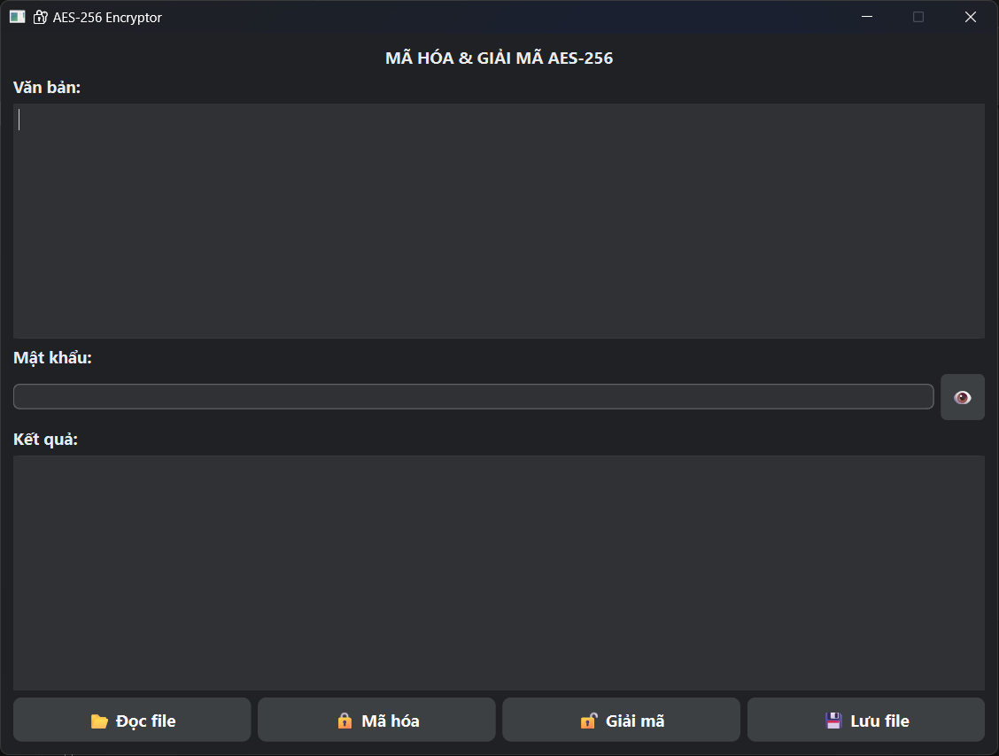 AES-256 Encryptor
MÃ HÓA & GIẢI MÃ AES-256
Văn bản:
Mật khẩu:
Kết quả:
Đọc file
Mã hóa
Giải mã
Lưu file